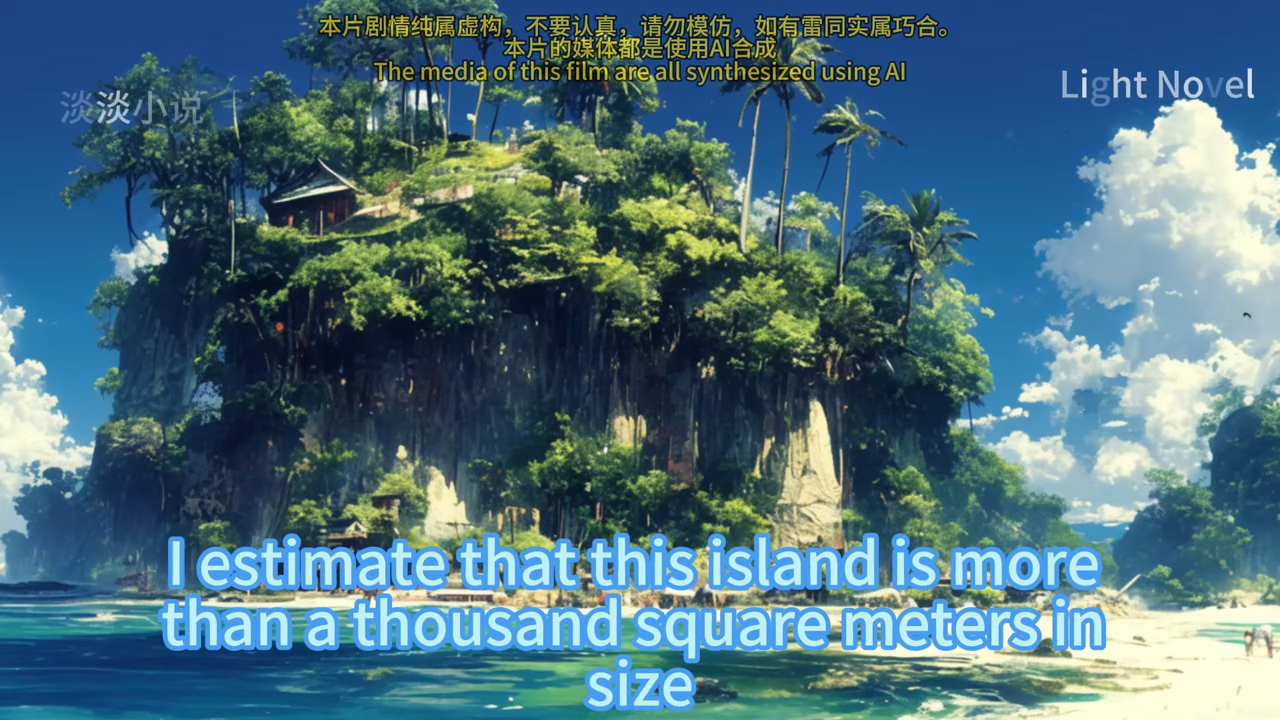 本片剧情纯属虚构，不要认真，请勿模仿，如有雷同实属巧合。
本片的媒体都是使用AI合成
The media of this film are all synthesized using AI
淡淡小说
Light Novel
I estimate that this island is more
than a thousand square meters in
size